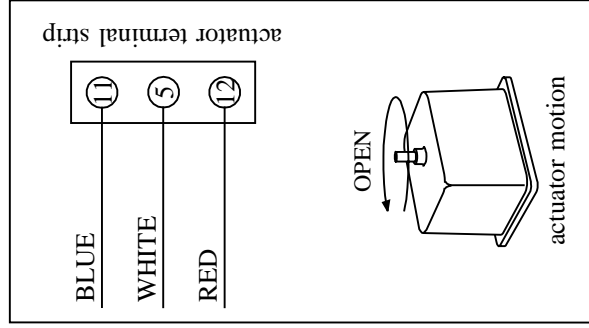 actuator terminal strip
11
5
12
BLUE
WHITE
RED
OPEN
actuator motion